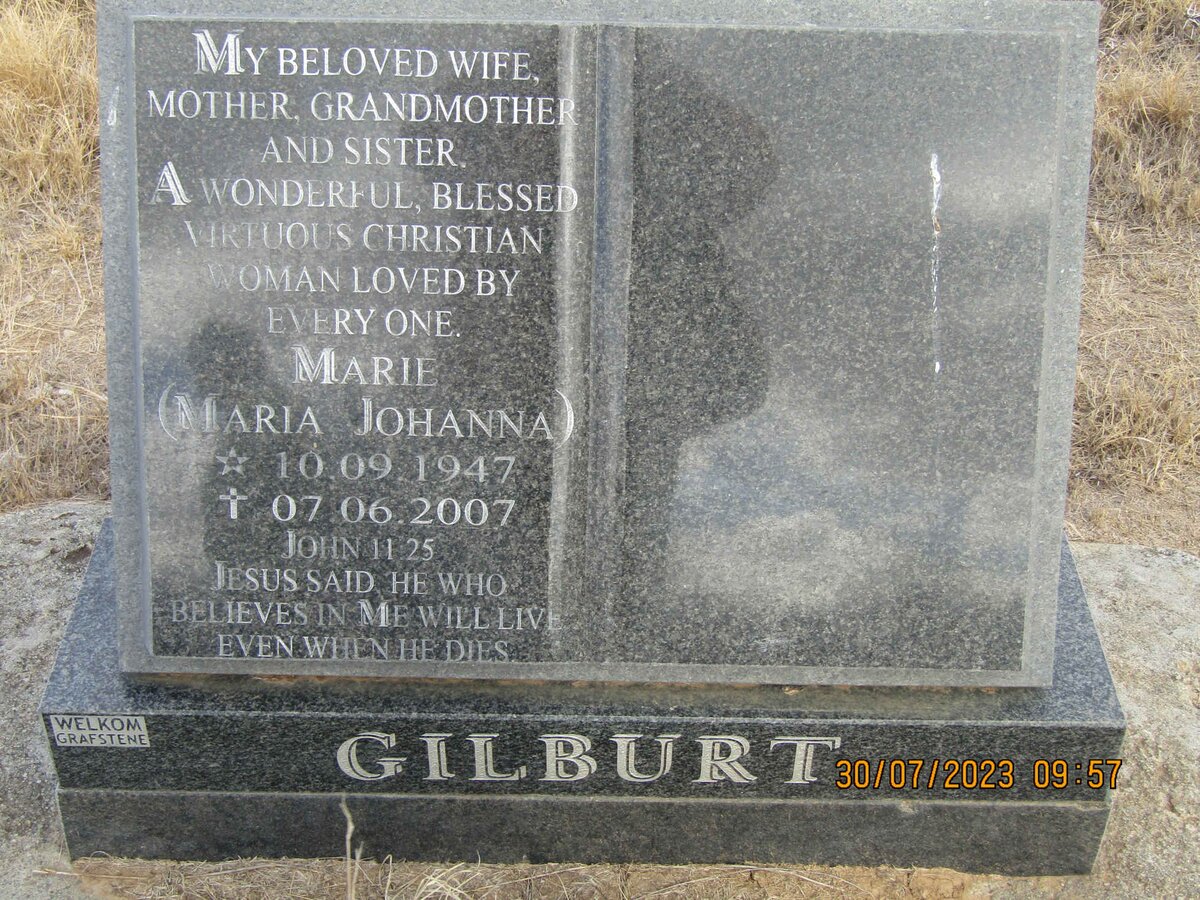 My beloved wife,
mother, grandmother
and sister.
A wonderful, blessed
virtuous Christian
woman loved by
every one.
Marie
(Maria Johanna)
☆ 10.09.1947
✝ 07.06.2007
John 11 25
Jesus said, he who
believes in Me will live
even when he dies
WELKOM
GRAFSTENE
GILBURT
30/07/2023 09:57